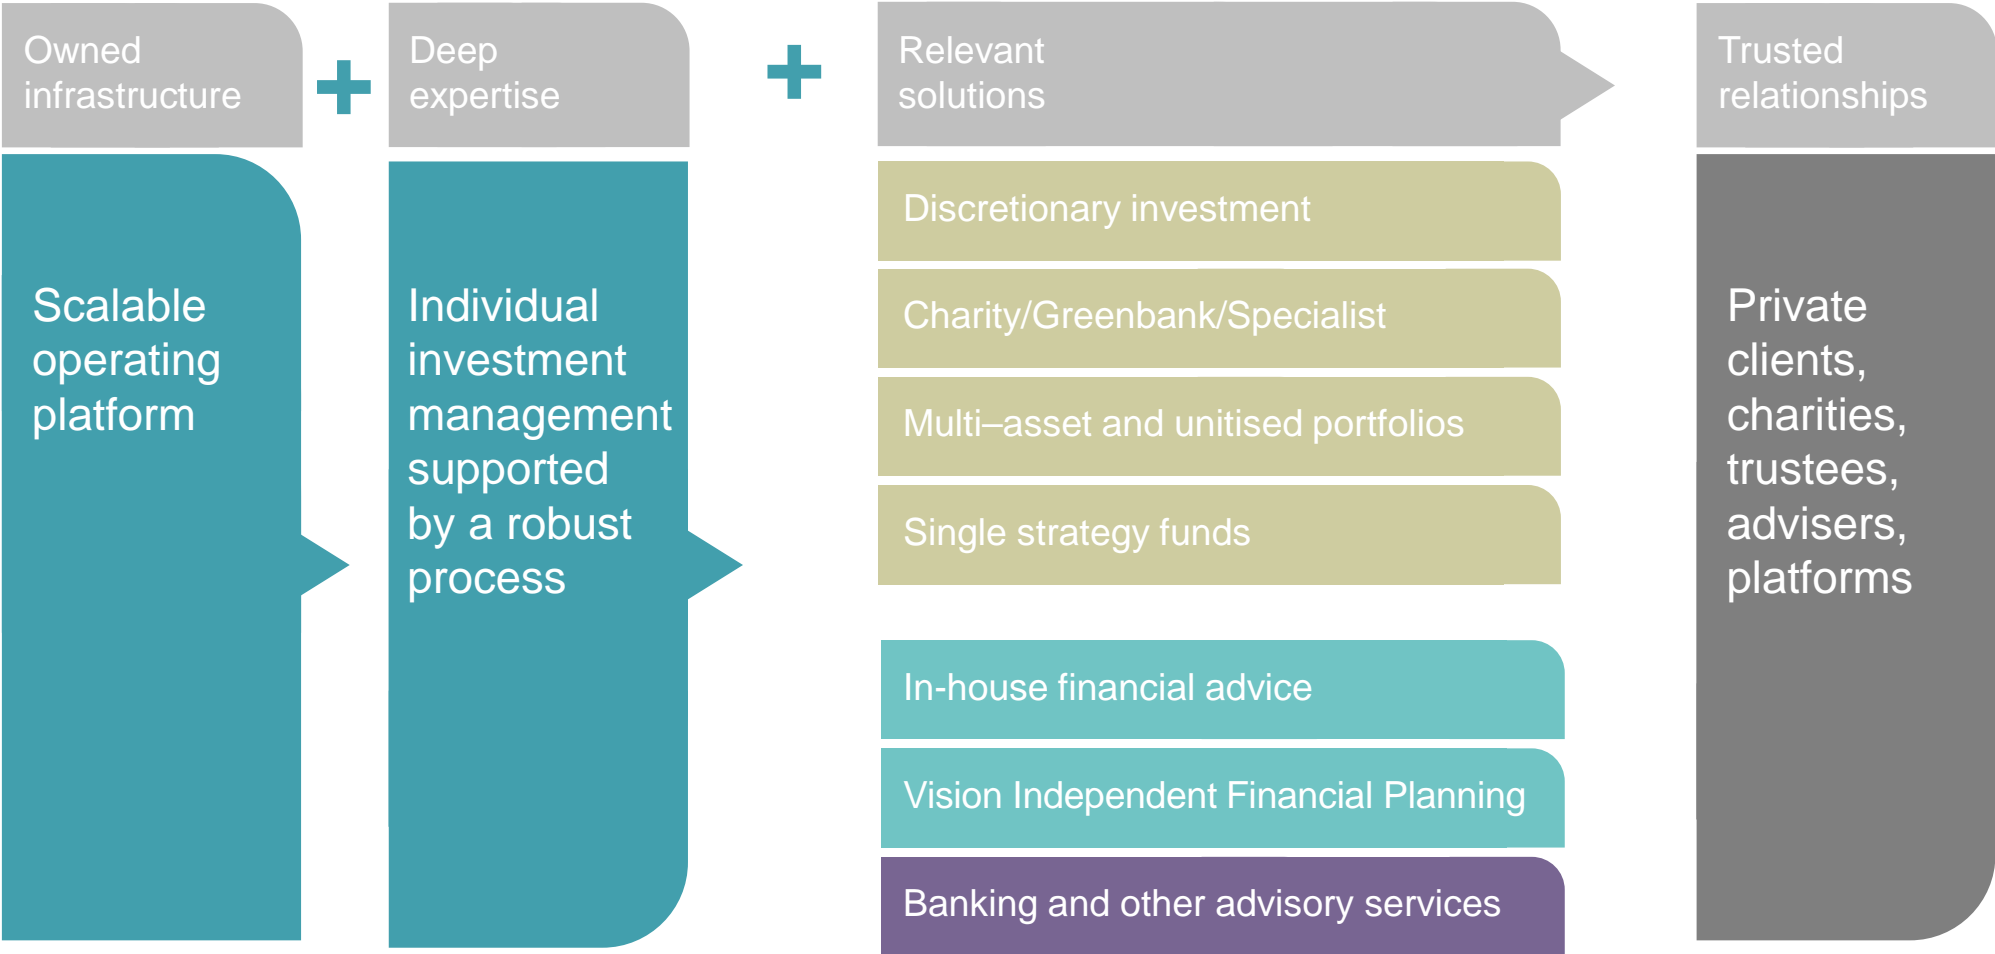 Owned
infrastructure
+
Deep
expertise
+
Relevant
solutions
Trusted
relationships
Scalable
operating
platform
Individual
investment
management
supported
by a robust
process
Discretionary investment
Charity/Greenbank/Specialist
Multi–asset and unitised portfolios
Single strategy funds
In-house financial advice
Vision Independent Financial Planning
Banking and other advisory services
Private
clients,
charities,
trustees,
advisers,
platforms